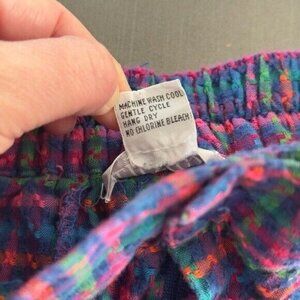 MACHINE WASH COOL
GENTLE CYCLE
HANG DRY
NO CHLORINE BLEACH